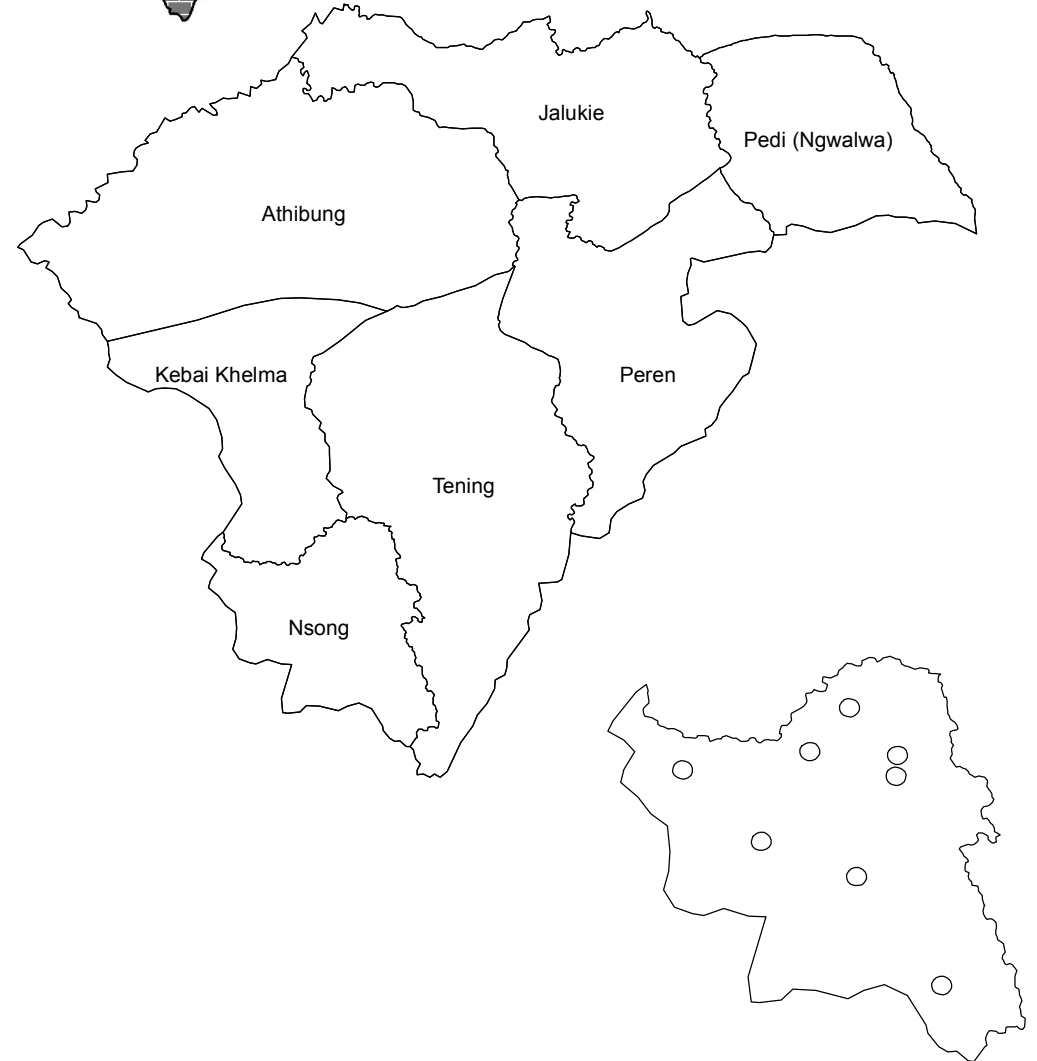 Jalukie
Pedi (Ngwalwa)
Athibung
Kebai Khelma
Peren
Tening
Nsong